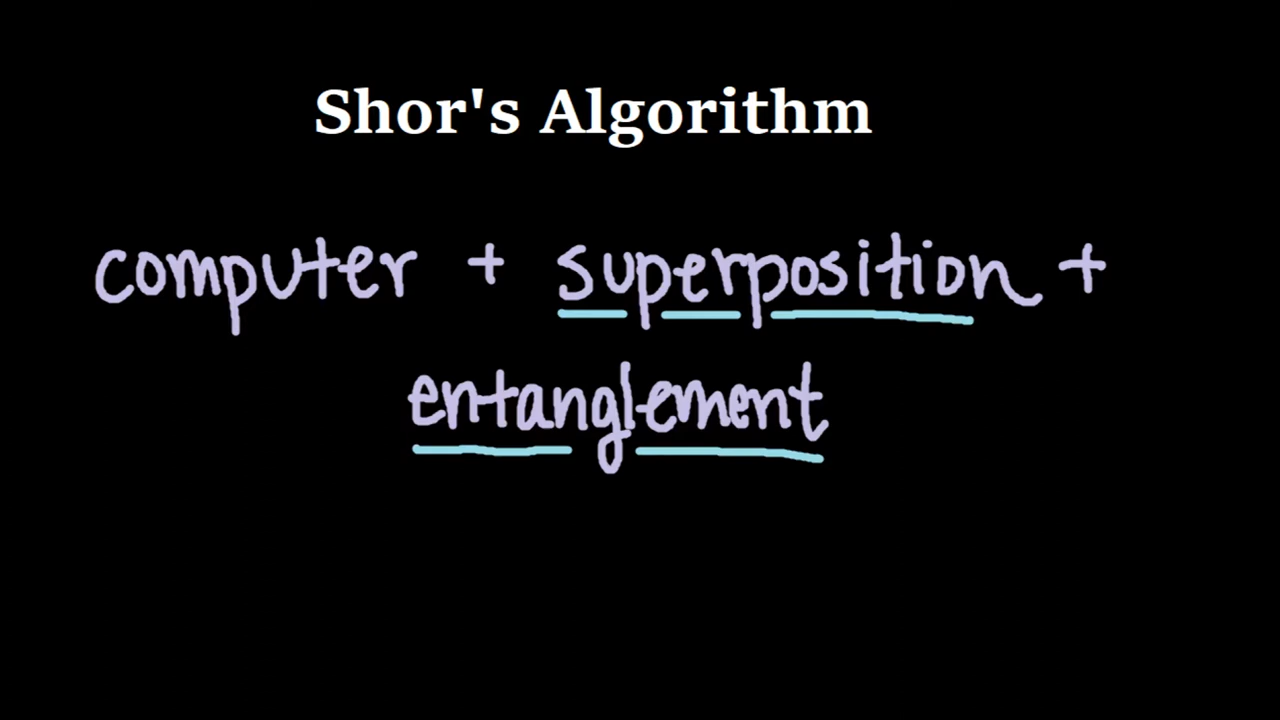 Shor's Algorithm
computer + superposition +
entanglement